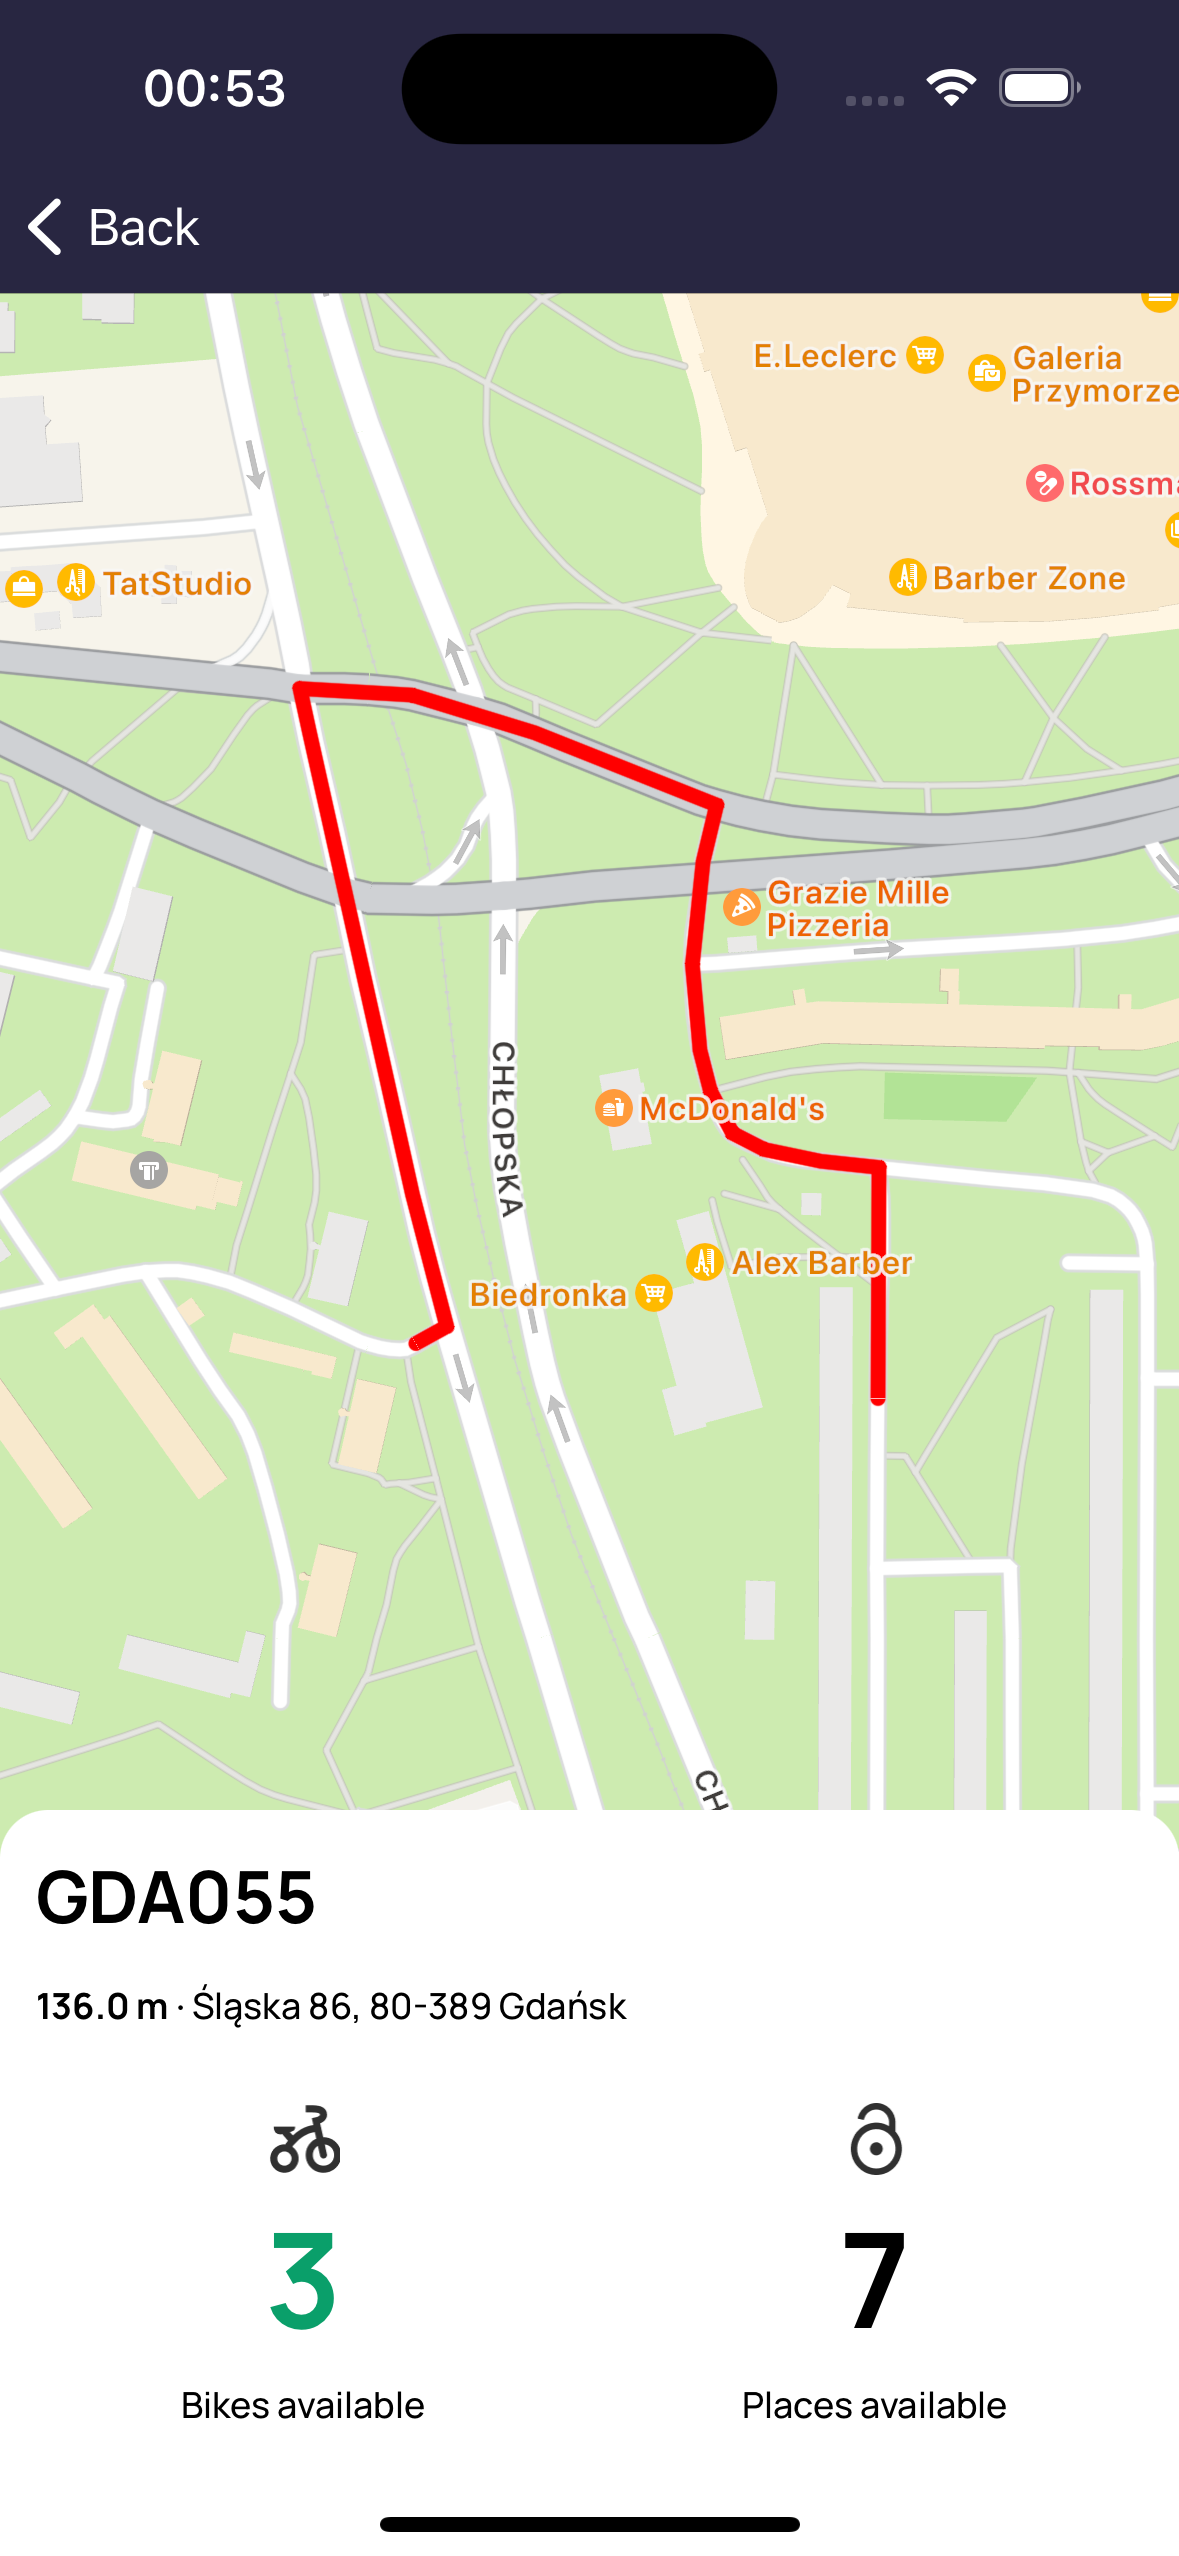 00:53
Back
E.Leclerc
Galeria
Przymorze
Rossma
Barber Zone
TatStudio
Grazie Mille
Pizzeria
CHŁOPSKA
McDonald's
Alex Barber
Biedronka
CH
GDA055
136.0 m · Śląska 86, 80-389 Gdańsk
3
7
Bikes available
Places available